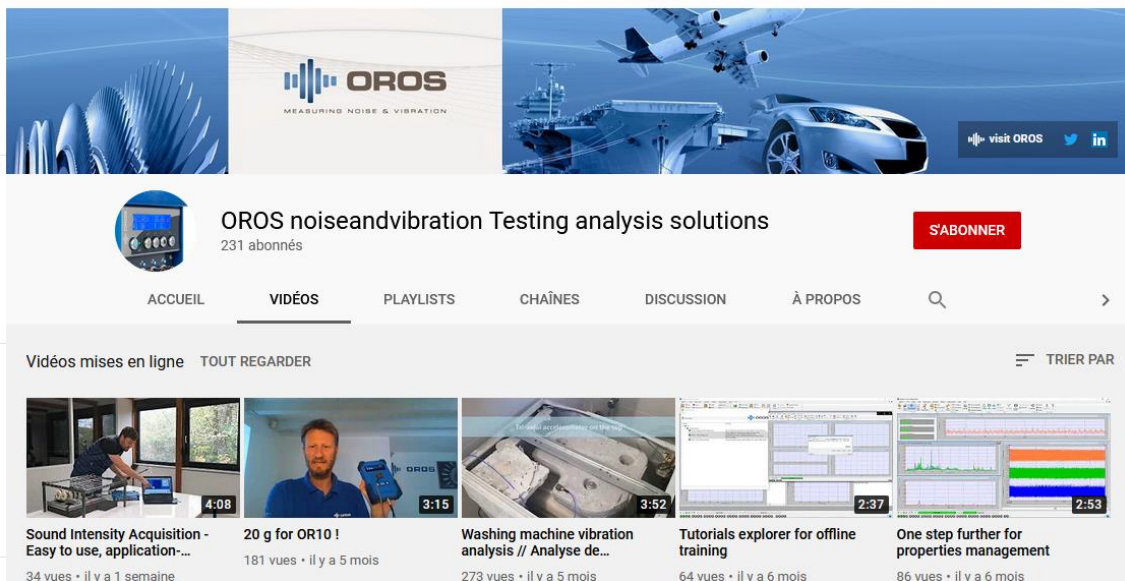 OROS
MEASURING NOISE & VIBRATION
visit OROS
in
OROS noiseandvibration Testing analysis solutions
231 abonnés
S'ABONNER
ACCUEIL VIDÉOS PLAYLISTS CHAÎNES DISCUSSION À PROPOS
Vidéos mises en ligne TOUT REGARDER TRIER PAR
OROS
4:08 3:15 3:52 2:37 2:53
Sound Intensity Acquisition - Easy to use, application-...
34 vues • il y a 1 semaine
20 g for OR10 !
181 vues • il y a 5 mois
Washing machine vibration
analysis // Analyse de...
273 vues • il y a 5 mois
Tutorials explorer for offline
training
64 vues • il y a 6 mois
One step further for
properties management
86 vues • il y a 6 mois